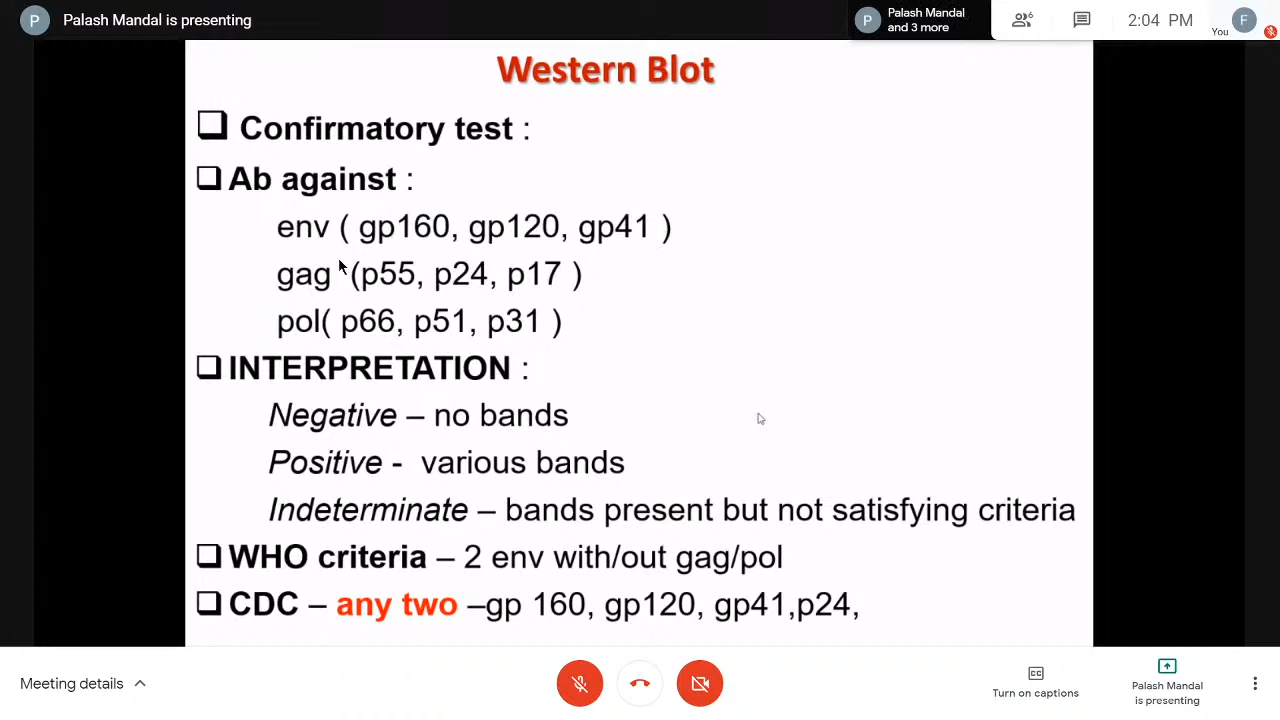 P Palash Mandal is presenting
P Palash Mandal and 3 more
6
2:04 PM
You
F
Western Blot
Confirmatory test :
Ab against :
env ( gp160, gp120, gp41 )
gag (p55, p24, p17 )
pol( p66, p51, p31 )
INTERPRETATION :
Negative – no bands
Positive - various bands
Indeterminate – bands present but not satisfying criteria
WHO criteria – 2 env with/out gag/pol
CDC – any two –gp 160, gp120, gp41,p24,
Meeting details
CC
Turn on captions
Palash Mandal
is presenting